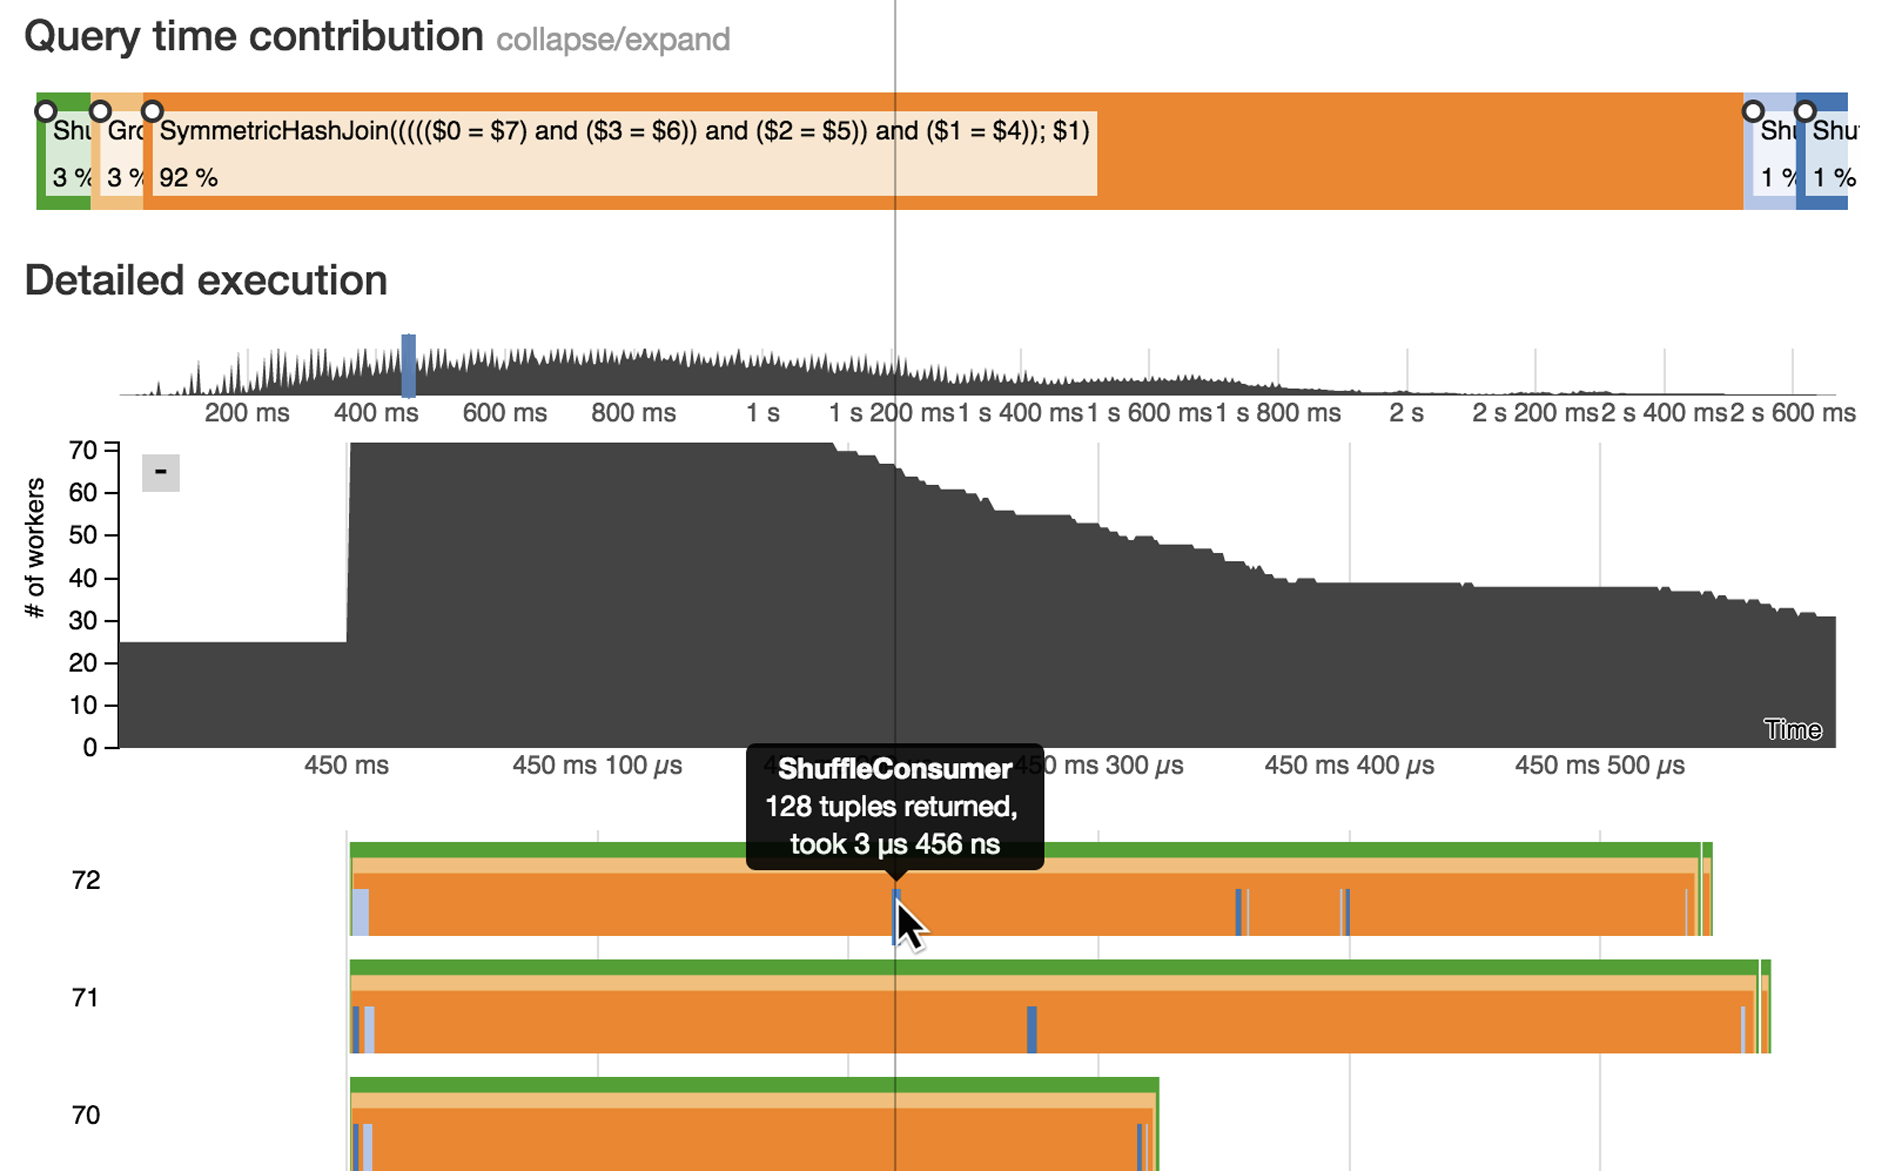 Query time contribution collapse/expand
Shu Gro SymmetricHashJoin((((($0 = $7) and ($3 = $6)) and ($2 = $5)) and ($1 = $4)); $1) Shu Shu
3 % 3 % 92 % 1 % 1 %
Detailed execution
200 ms 400 ms 600 ms 800 ms 1 s 1 s 200 ms 1 s 400 ms 1 s 600 ms 1 s 800 ms 2 s 2 s 200 ms 2 s 400 ms 2 s 600 ms
# of workers
70
-
60
50
40
30
20
10
Time
0
450 ms 450 ms 100 µs 450 ms 300 µs 450 ms 400 µs 450 ms 500 µs
ShuffleConsumer
128 tuples returned,
took 3 µs 456 ns
72
71
70